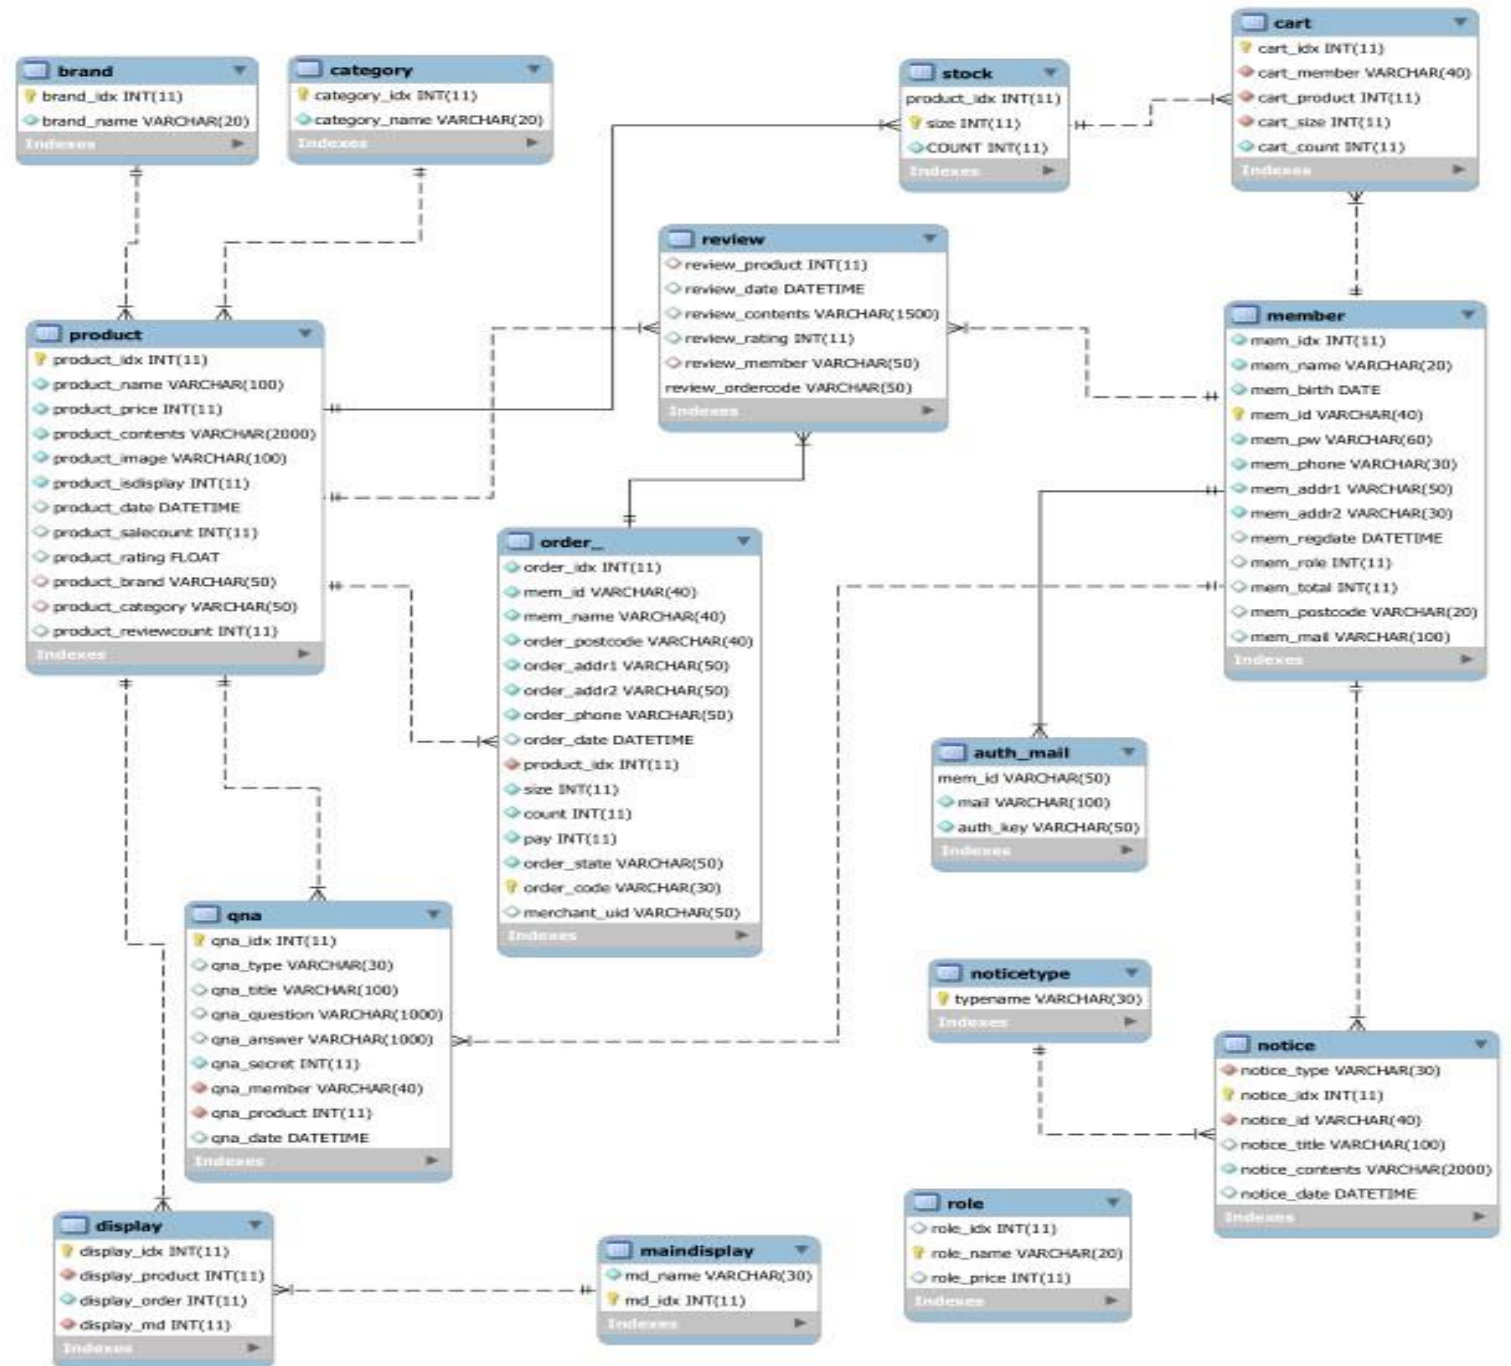 brand
brand_idx INT(11)
brand_name VARCHAR(20)
Indexes
category
category_idx INT(11)
category_name VARCHAR(20)
Indexes
stock
product_idx INT(11)
size INT(11)
COUNT INT(11)
Indexes
cart
cart_idx INT(11)
cart_member VARCHAR(40)
cart_product INT(11)
cart_size INT(11)
cart_count INT(11)
Indexes
review
review_product INT(11)
review_date DATETIME
review_contents VARCHAR(1500)
review_rating INT(11)
review_member VARCHAR(50)
review_ordercode VARCHAR(50)
Indexes
product
product_idx INT(11)
product_name VARCHAR(100)
product_price INT(11)
product_contents VARCHAR(2000)
product_image VARCHAR(100)
product_isdisplay INT(11)
product_date DATETIME
product_salecount INT(11)
product_rating FLOAT
product_brand VARCHAR(50)
product_category VARCHAR(50)
product_reviewcount INT(11)
Indexes
member
mem_idx INT(11)
mem_name VARCHAR(20)
mem_birth DATE
mem_id VARCHAR(40)
mem_pw VARCHAR(60)
mem_phone VARCHAR(30)
mem_addr1 VARCHAR(50)
mem_addr2 VARCHAR(30)
mem_regdate DATETIME
mem_role INT(11)
mem_total INT(11)
mem_postcode VARCHAR(20)
mem_mail VARCHAR(100)
Indexes
order_
order_idx INT(11)
mem_id VARCHAR(40)
mem_name VARCHAR(40)
order_postcode VARCHAR(40)
order_addr1 VARCHAR(50)
order_addr2 VARCHAR(50)
order_phone VARCHAR(50)
order_date DATETIME
product_idx INT(11)
size INT(11)
count INT(11)
pay INT(11)
order_state VARCHAR(50)
order_code VARCHAR(30)
merchant_uid VARCHAR(50)
Indexes
auth_mail
mem_id VARCHAR(50)
mail VARCHAR(100)
auth_key VARCHAR(50)
Indexes
qna
qna_idx INT(11)
qna_type VARCHAR(30)
qna_title VARCHAR(100)
qna_question VARCHAR(1000)
qna_answer VARCHAR(1000)
qna_secret INT(11)
qna_member VARCHAR(40)
qna_product INT(11)
qna_date DATETIME
Indexes
noticetype
typename VARCHAR(30)
Indexes
notice
notice_type VARCHAR(30)
notice_idx INT(11)
notice_id VARCHAR(40)
notice_title VARCHAR(100)
notice_contents VARCHAR(2000)
notice_date DATETIME
Indexes
display
display_idx INT(11)
display_product INT(11)
display_order INT(11)
display_md INT(11)
Indexes
maindisplay
md_name VARCHAR(30)
md_idx INT(11)
Indexes
role
role_idx INT(11)
role_name VARCHAR(20)
role_price INT(11)
Indexes